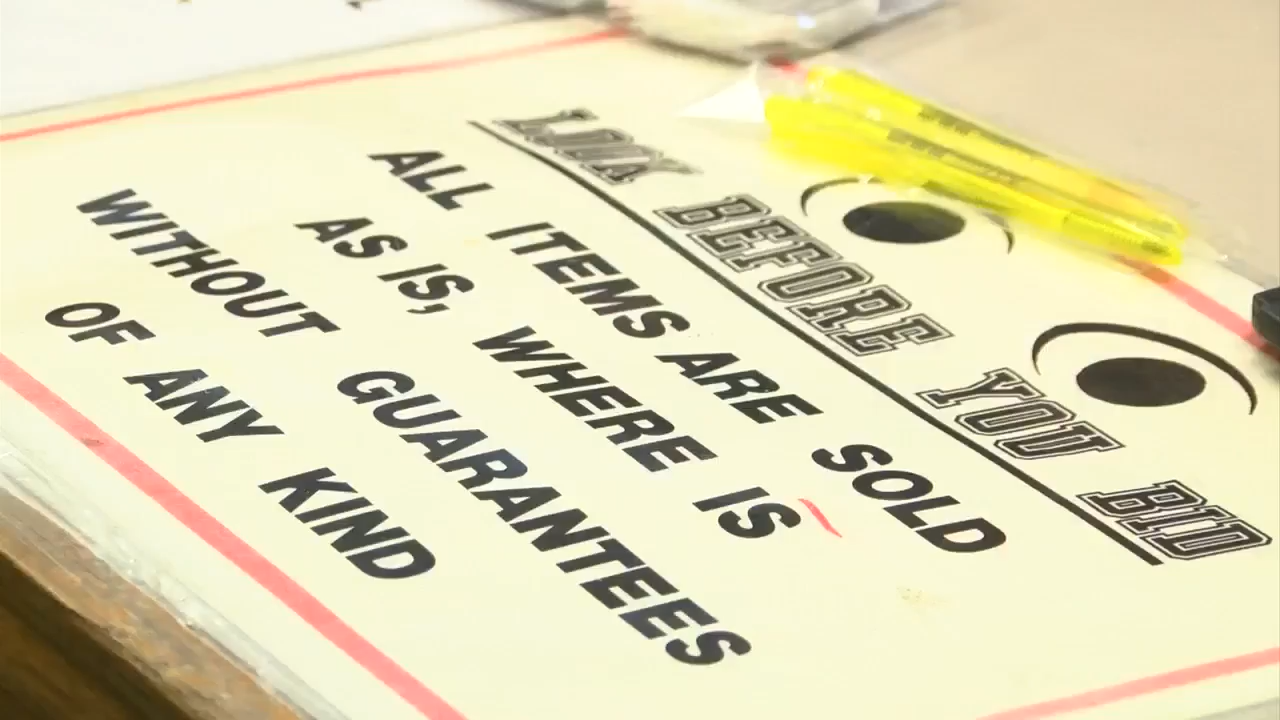 LOOK BEFORE YOU BID
ALL ITEMS ARE SOLD
AS IS, WHERE IS
WITHOUT GUARANTEES
OF ANY KIND